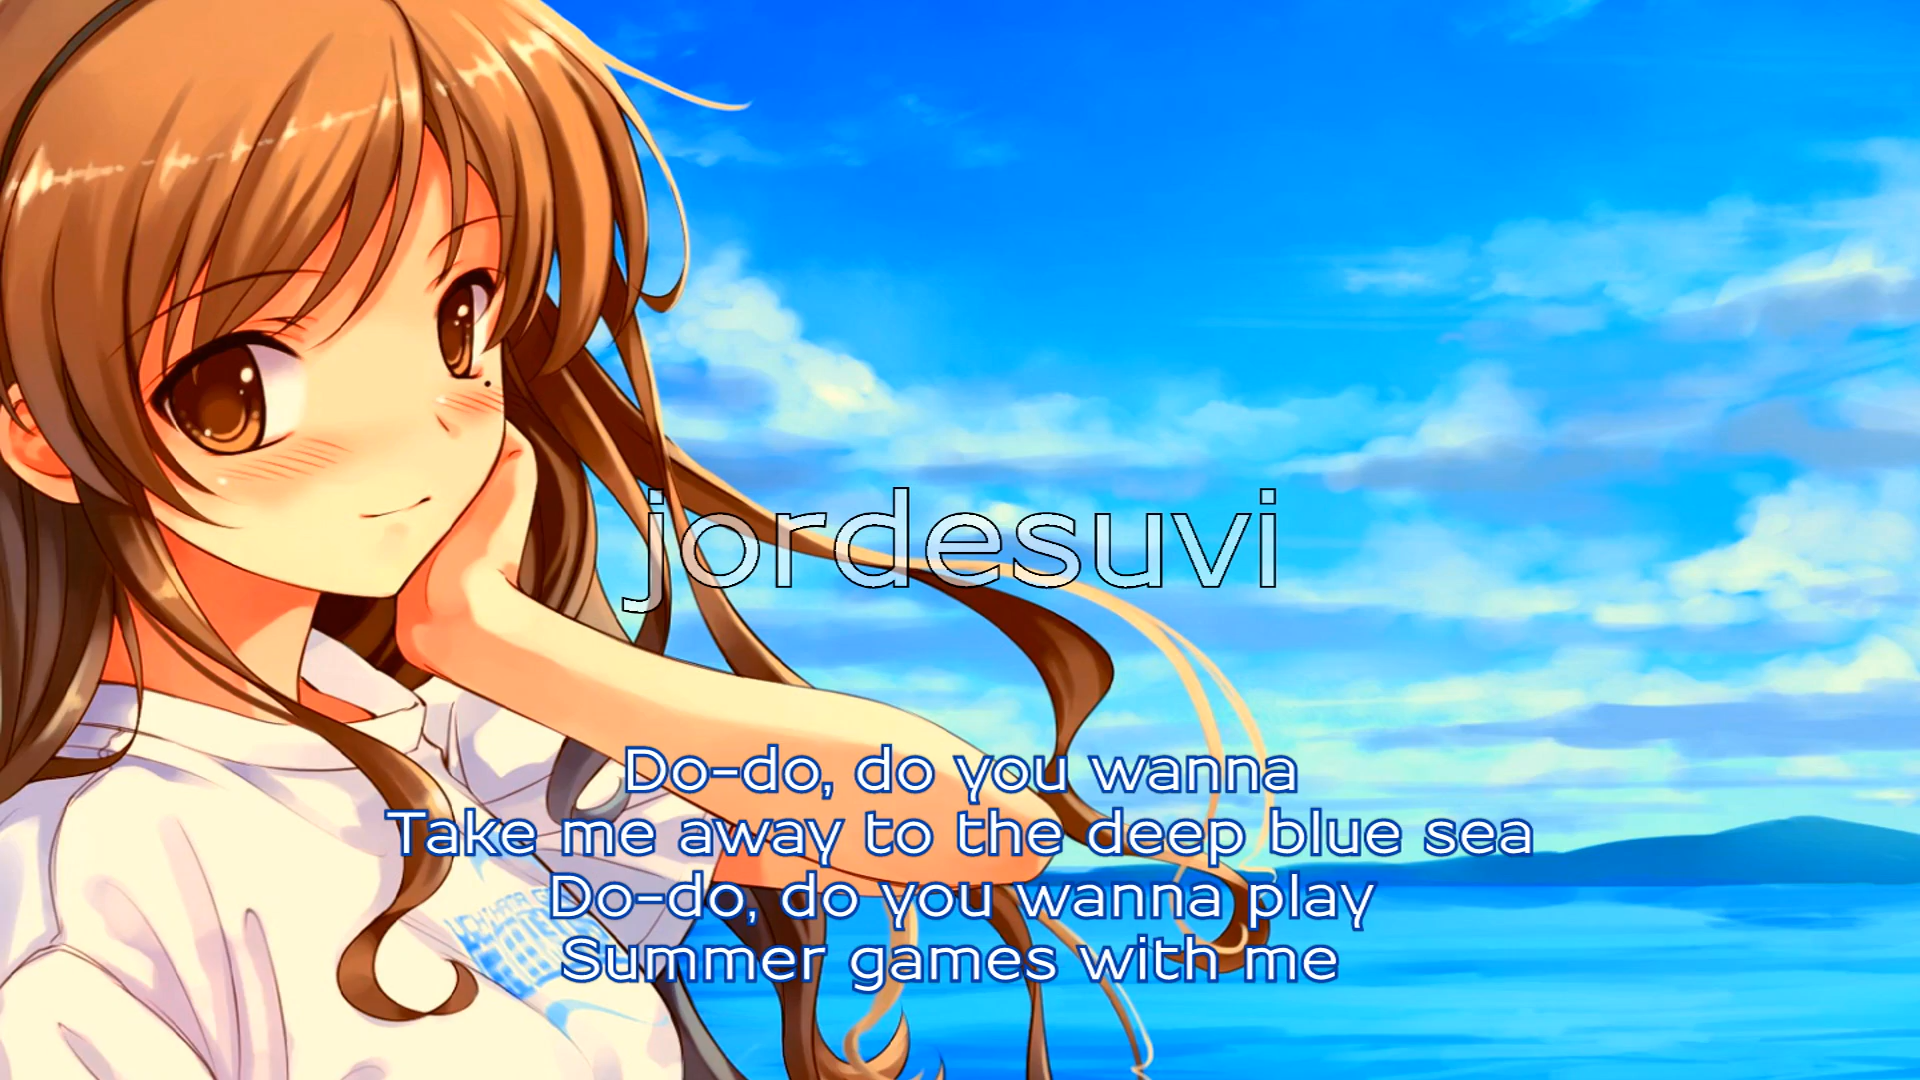 jordesuvi
Do-do, do you wanna
Take me away to the deep blue sea
Do-do, do you wanna play
Summer games with me